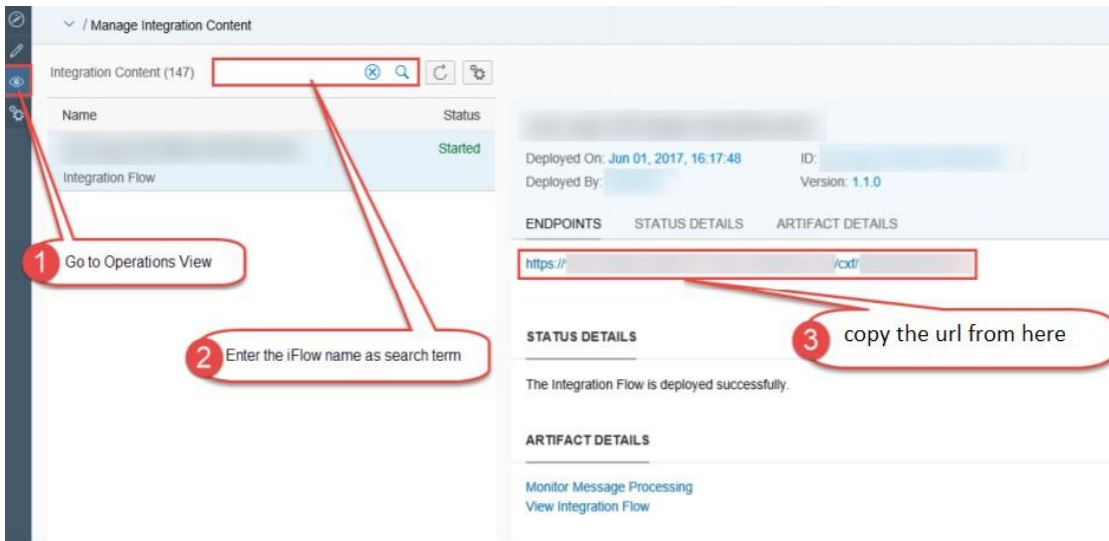 / Manage Integration Content
Integration Content (147)
Name Status
Started
Integration Flow
Deployed On: Jun 01, 2017, 16:17:48 ID:
Deployed By: Version: 1.1.0
ENDPOINTS STATUS DETAILS ARTIFACT DETAILS
https:// /cxf/
1 Go to Operations View
2 Enter the iFlow name as search term
3 copy the url from here
STATUS DETAILS
The Integration Flow is deployed successfully.
ARTIFACT DETAILS
Monitor Message Processing
View Integration Flow